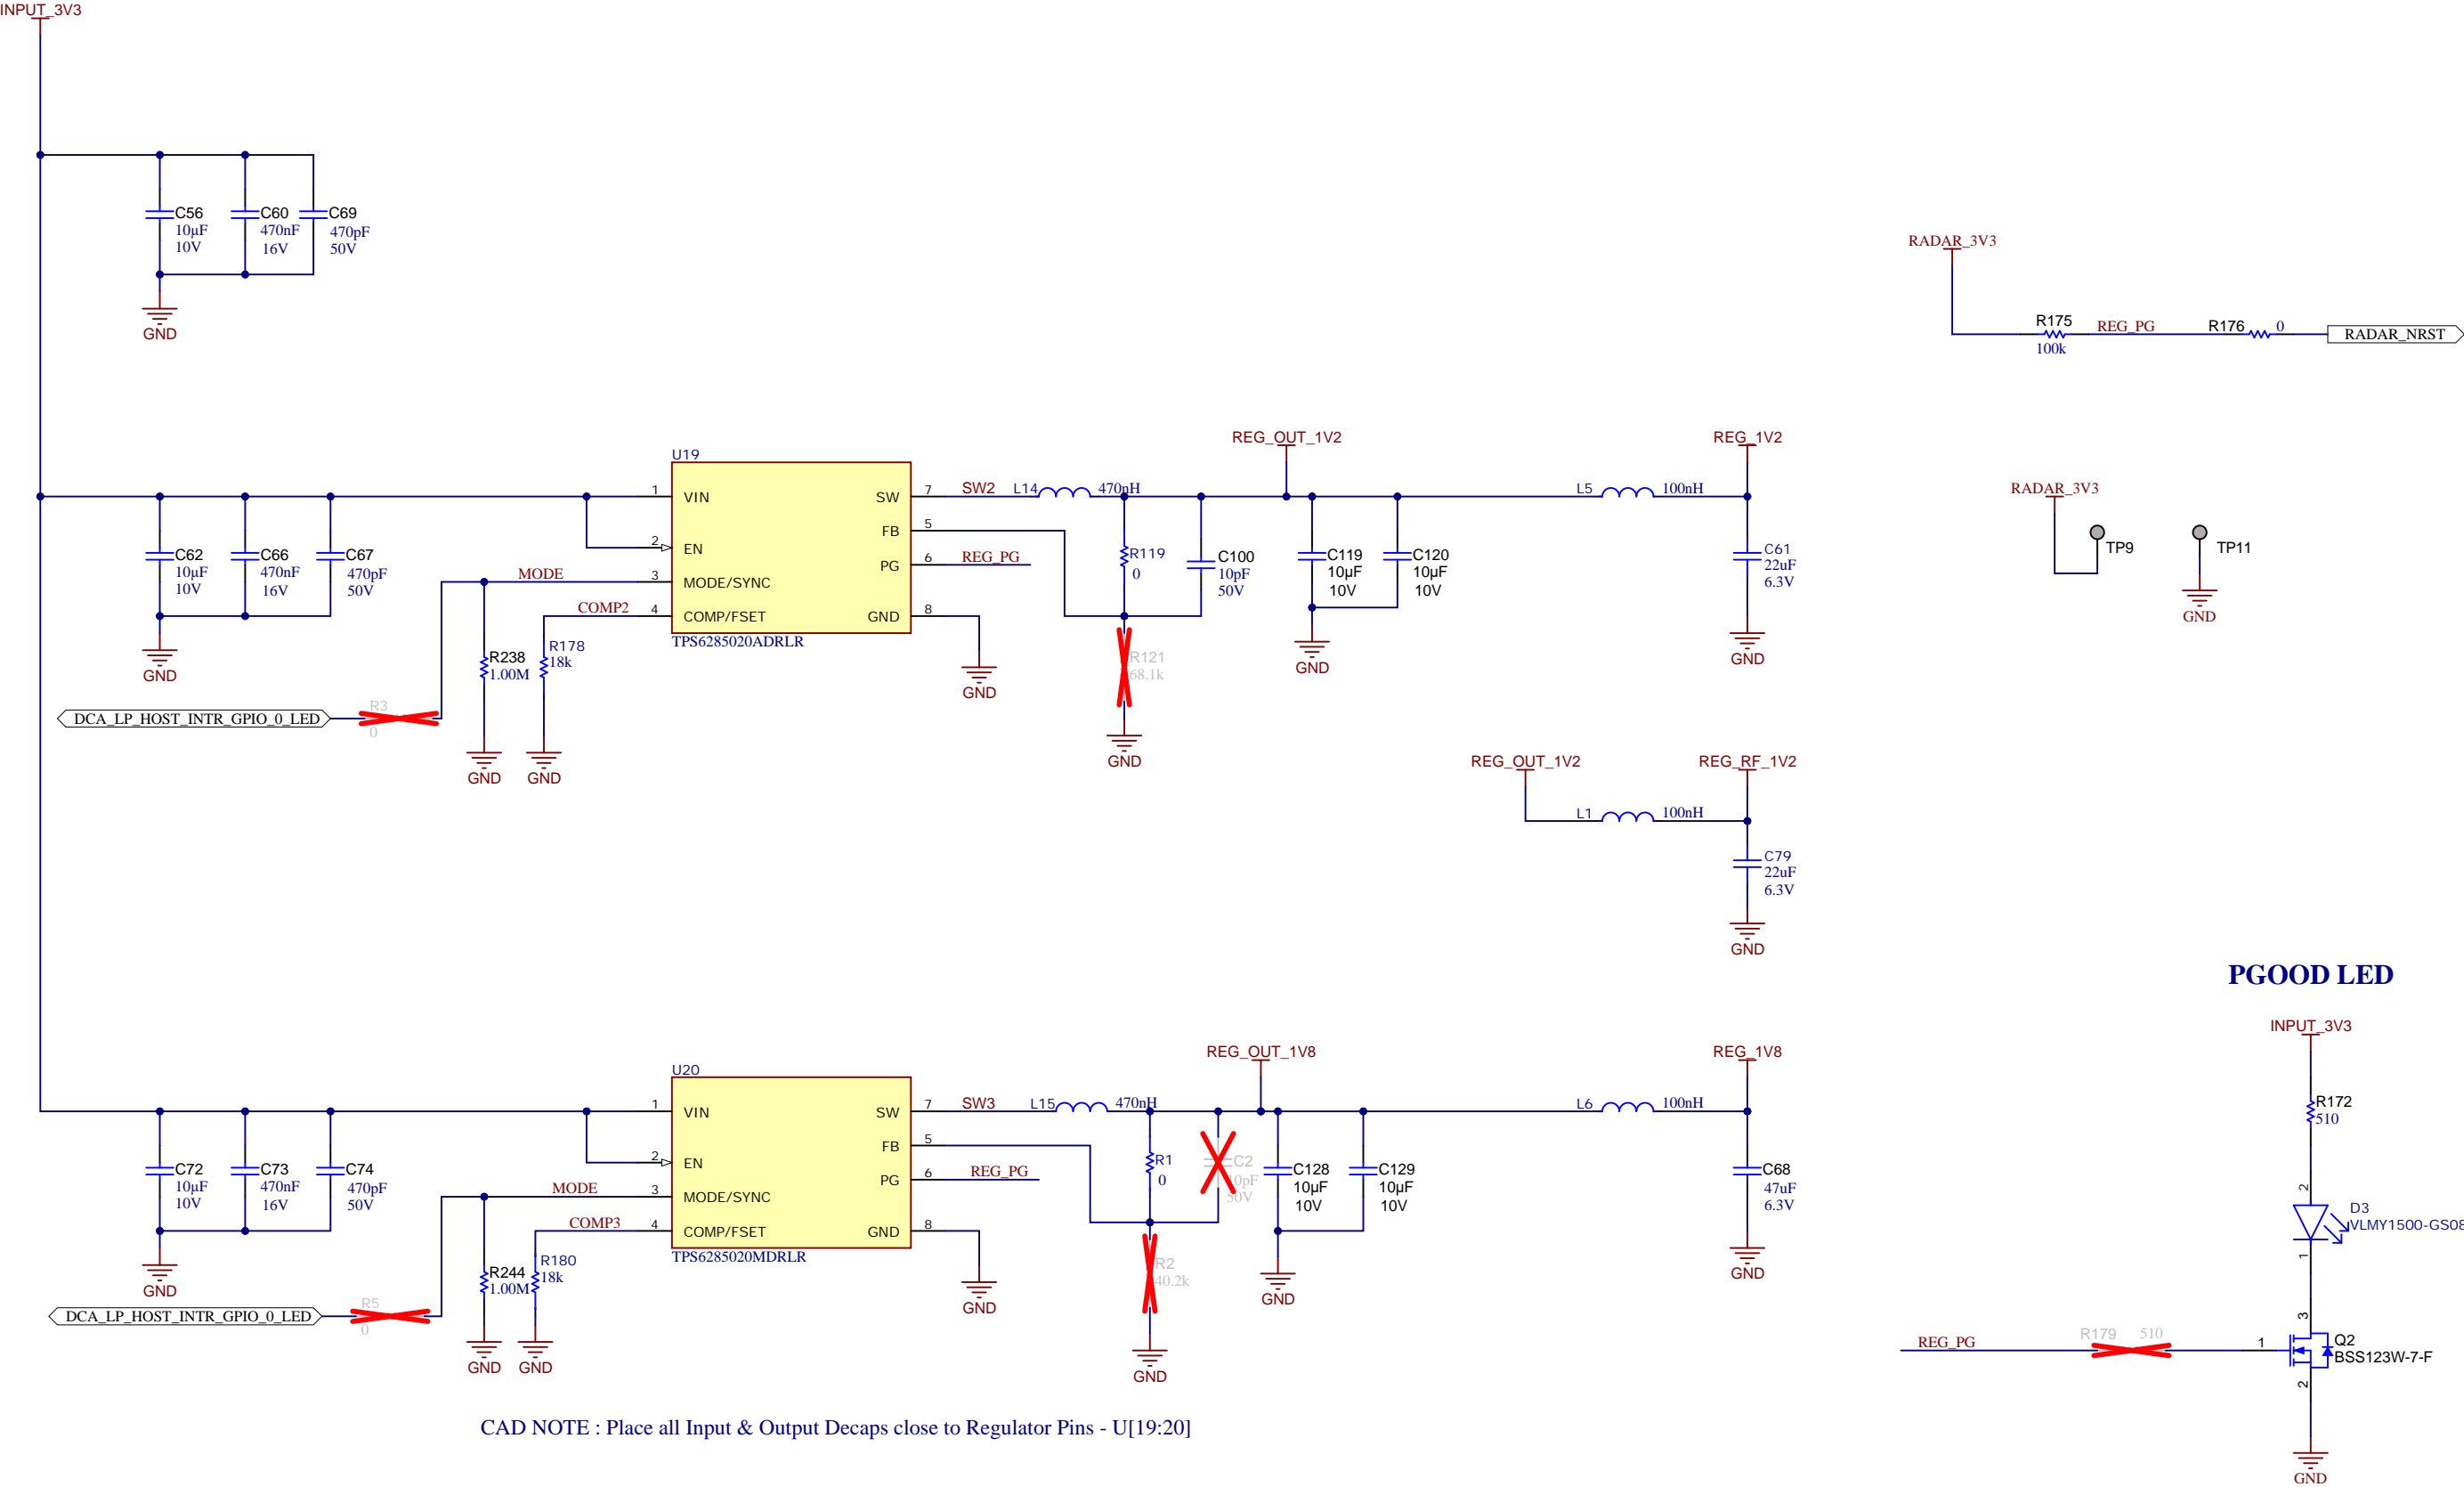 INPUT_3V3
C56
10µF
10V
C60
470nF
16V
C69
470pF
50V
GND
RADAR_3V3
R175
100k
REG_PG
R176
0
RADAR_NRST
U19
1
VIN
2
EN
3
MODE/SYNC
4
COMP/FSET
SW
7
FB
5
PG
6
GND
8
TPS6285020ADRLR
C62
10µF
10V
C66
470nF
16V
C67
470pF
50V
GND
MODE
COMP2
R238
1.00M
R178
18k
GND
GND
DCA_LP_HOST_INTR_GPIO_0_LED
R3
0
SW2
L14
470nH
REG_PG
GND
R119
0
C100
10pF
50V
R121
68.1k
GND
REG_OUT_1V2
C119
10µF
10V
C120
10µF
10V
GND
L5
100nH
REG_1V2
C61
22uF
6.3V
GND
RADAR_3V3
TP9
TP11
GND
REG_OUT_1V2
L1
100nH
REG_RF_1V2
C79
22uF
6.3V
GND
U20
1
VIN
2
EN
3
MODE/SYNC
4
COMP/FSET
SW
7
FB
5
PG
6
GND
8
TPS6285020MDRLR
C72
10µF
10V
C73
470nF
16V
C74
470pF
50V
GND
MODE
COMP3
R244
1.00M
R180
18k
GND
GND
DCA_LP_HOST_INTR_GPIO_0_LED
R5
0
SW3
L15
470nH
REG_PG
GND
R1
0
C2
50V
R2
40.2k
GND
REG_OUT_1V8
C128
10µF
10V
C129
10µF
10V
GND
L6
100nH
REG_1V8
C68
47uF
6.3V
GND
PGOOD LED
INPUT_3V3
R172
510
2
D3
VLMY1500-GS08
1
3
REG_PG
R179
510
1
Q2
BSS123W-7-F
2
GND
CAD NOTE : Place all Input & Output Decaps close to Regulator Pins - U[19:20]